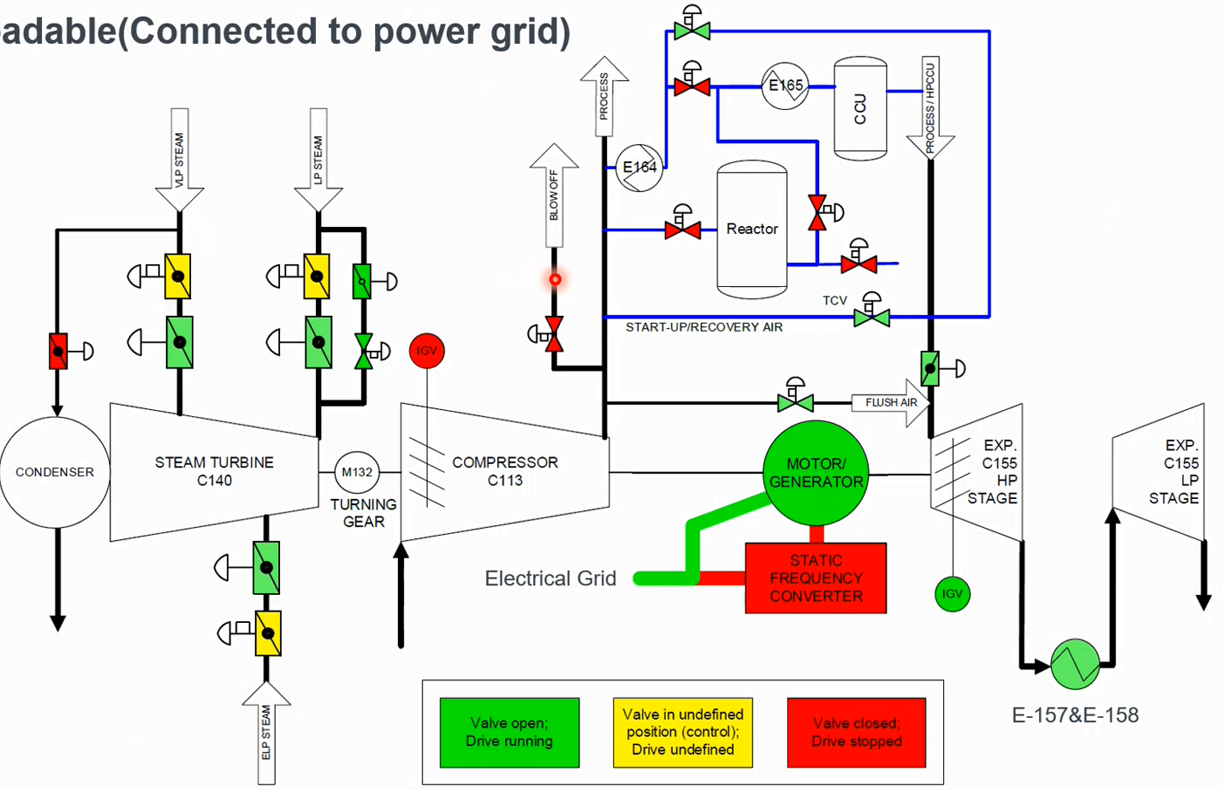 adable(Connected to power grid)
PROCESS
E165
CCU
PROCESS / HPCCU
VLP STEAM
LP STEAM
BLOW OFF
E164
Reactor
TCV
START-UP/RECOVERY AIR
IGV
FLUSH AIR
CONDENSER
STEAM TURBINE
C140
M132
TURNING
GEAR
COMPRESSOR
C113
MOTOR/
GENERATOR
EXP.
C155
HP
STAGE
EXP.
C155
LP
STAGE
Electrical Grid
STATIC
FREQUENCY
CONVERTER
IGV
ELP STEAM
E-157&E-158
Valve open;
Drive running
Valve in undefined
position (control);
Drive undefined
Valve closed;
Drive stopped